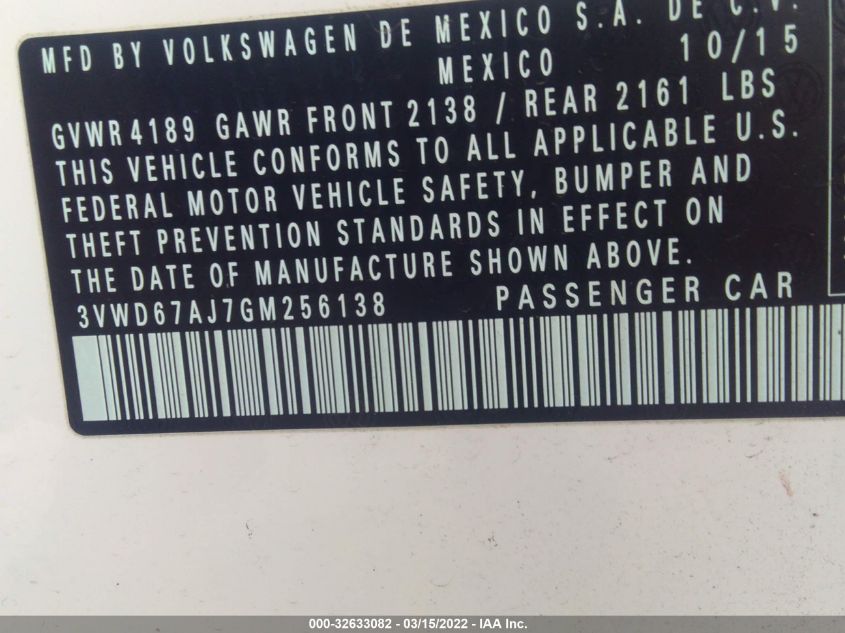 MFD BY VOLKSWAGEN DE MEXICO S.A. DE C.V.
MEXICO 10/15
GVWR 4189 GAWR FRONT 2138 / REAR 2161 LBS
THIS VEHICLE CONFORMS TO ALL APPLICABLE U.S.
FEDERAL MOTOR VEHICLE SAFETY, BUMPER AND
THEFT PREVENTION STANDARDS IN EFFECT ON
THE DATE OF MANUFACTURE SHOWN ABOVE.
3VWD67AJ7GM256138 PASSENGER CAR
000-32633082 - 03/15/2022 - IAA Inc.